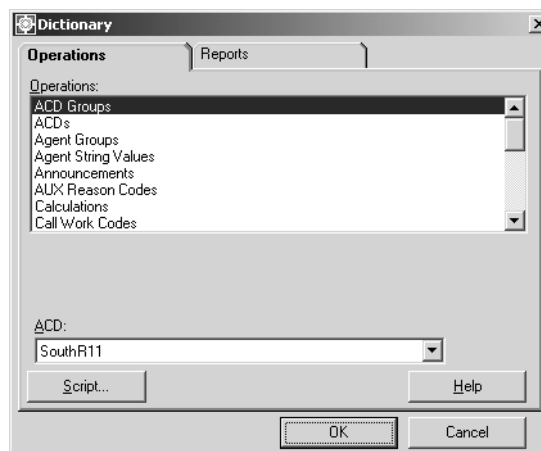 Dictionary
Operations Reports
Operations:
ACD Groups
ACDs
Agent Groups
Agent String Values
Announcements
AUX Reason Codes
Calculations
Call Work Codes
ACD:
SouthR11
Script... Help
OK Cancel